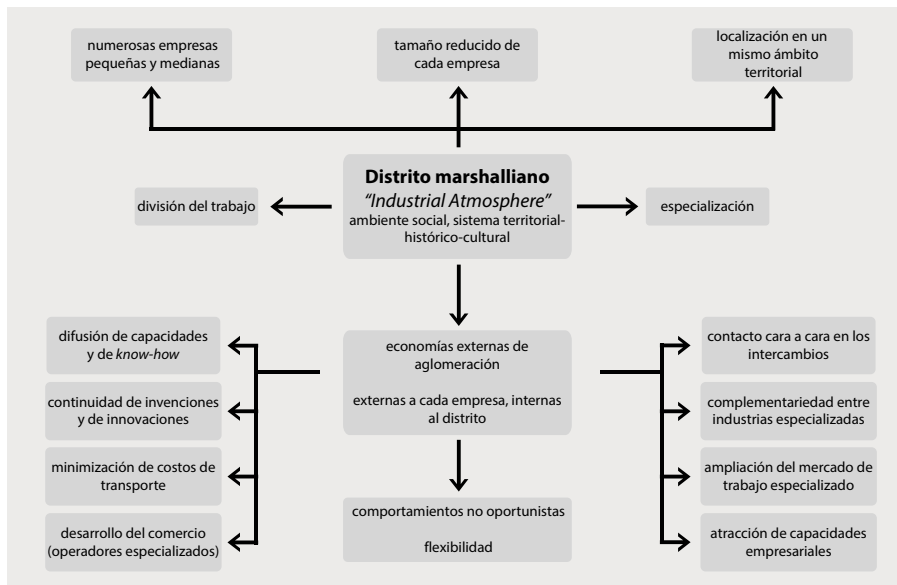 numerosas empresas
pequeñas y medianas
tamaño reducido de
cada empresa
localización en un
mismo ámbito
territorial
Distrito marshalliano
“Industrial Atmosphere”
ambiente social, sistema territorial-
histórico-cultural
división del trabajo
especialización
difusión de capacidades
y de know-how
continuidad de invenciones
y de innovaciones
minimización de costos de
transporte
desarrollo del comercio
(operadores especializados)
economías externas de
aglomeración
externas a cada empresa, internas
al distrito
comportamientos no oportunistas
flexibilidad
contacto cara a cara en los
intercambios
complementariedad entre
industrias especializadas
ampliación del mercado de
trabajo especializado
atracción de capacidades
empresariales